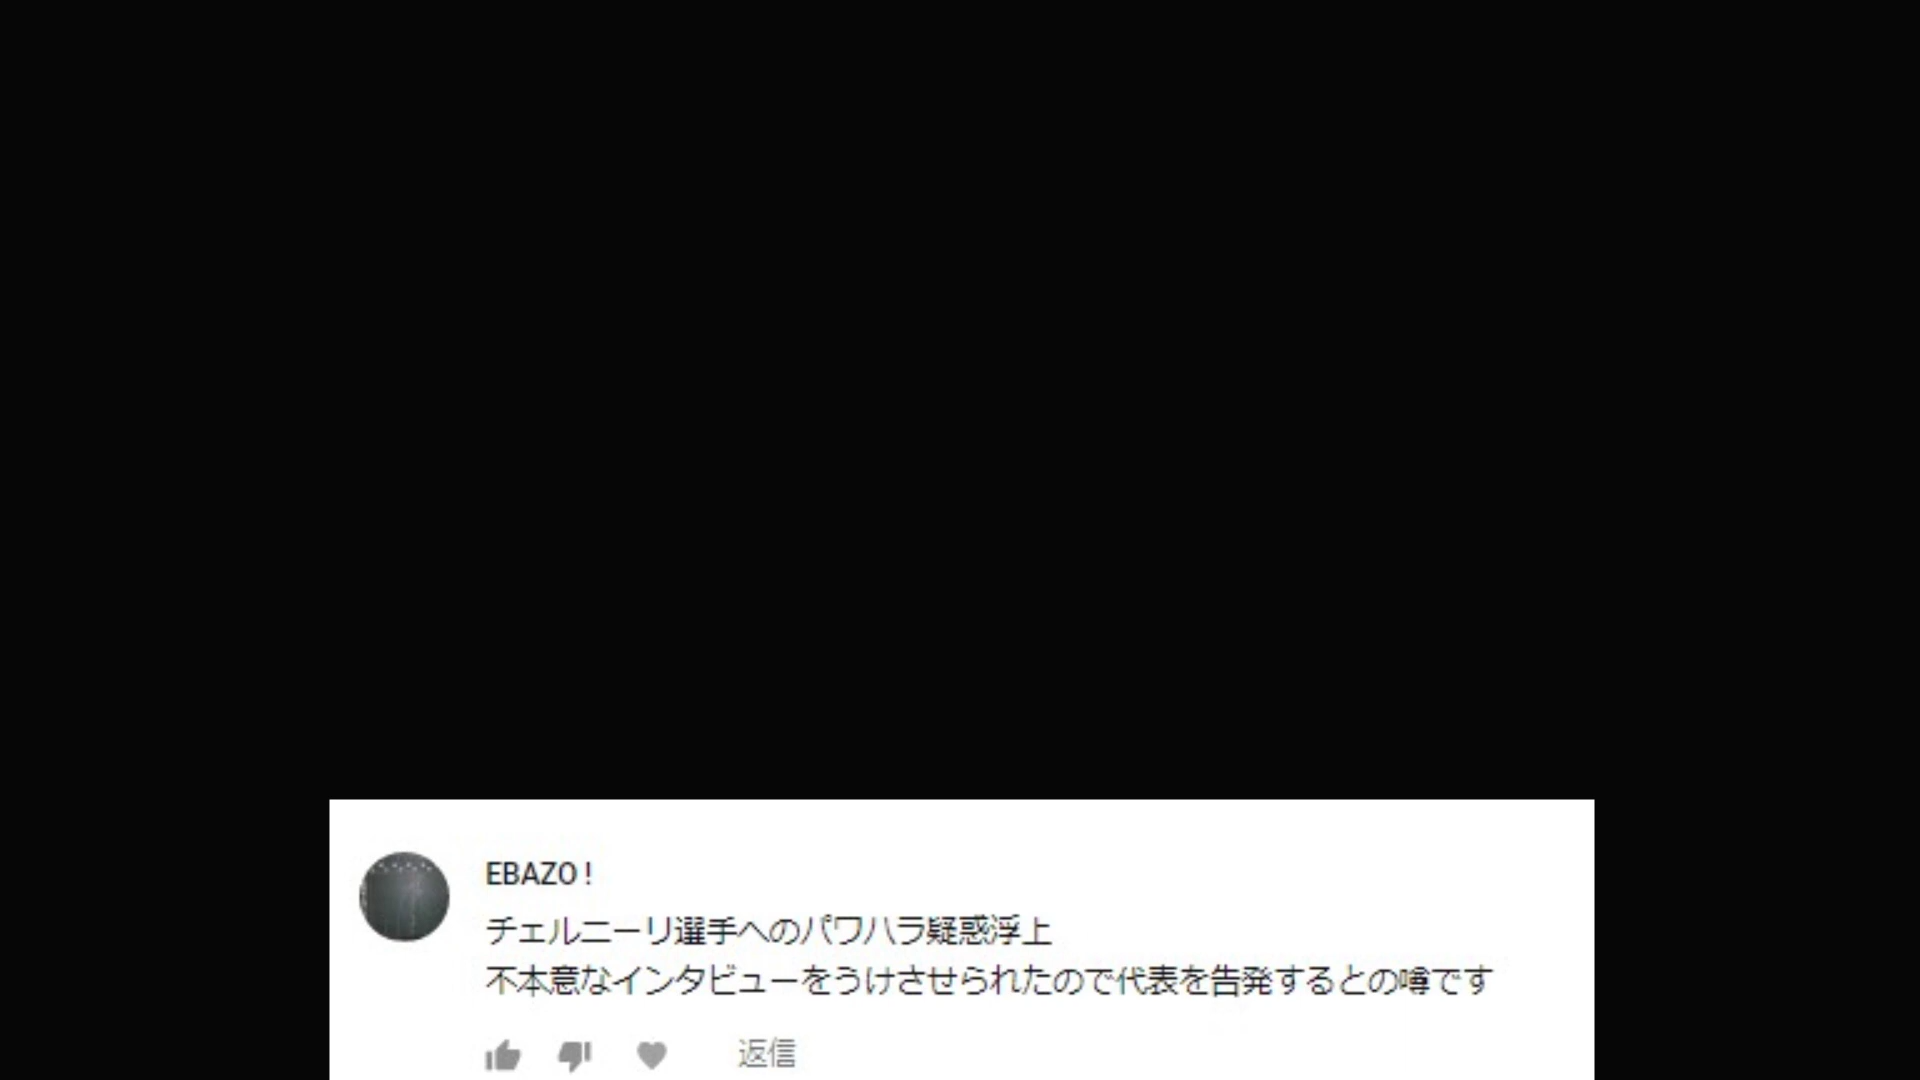 EBAZO !
チェルニーリ選手へのパワハラ疑惑浮上
不本意なインタビューをうけさせられたので代表を告発するとの噂です
返信